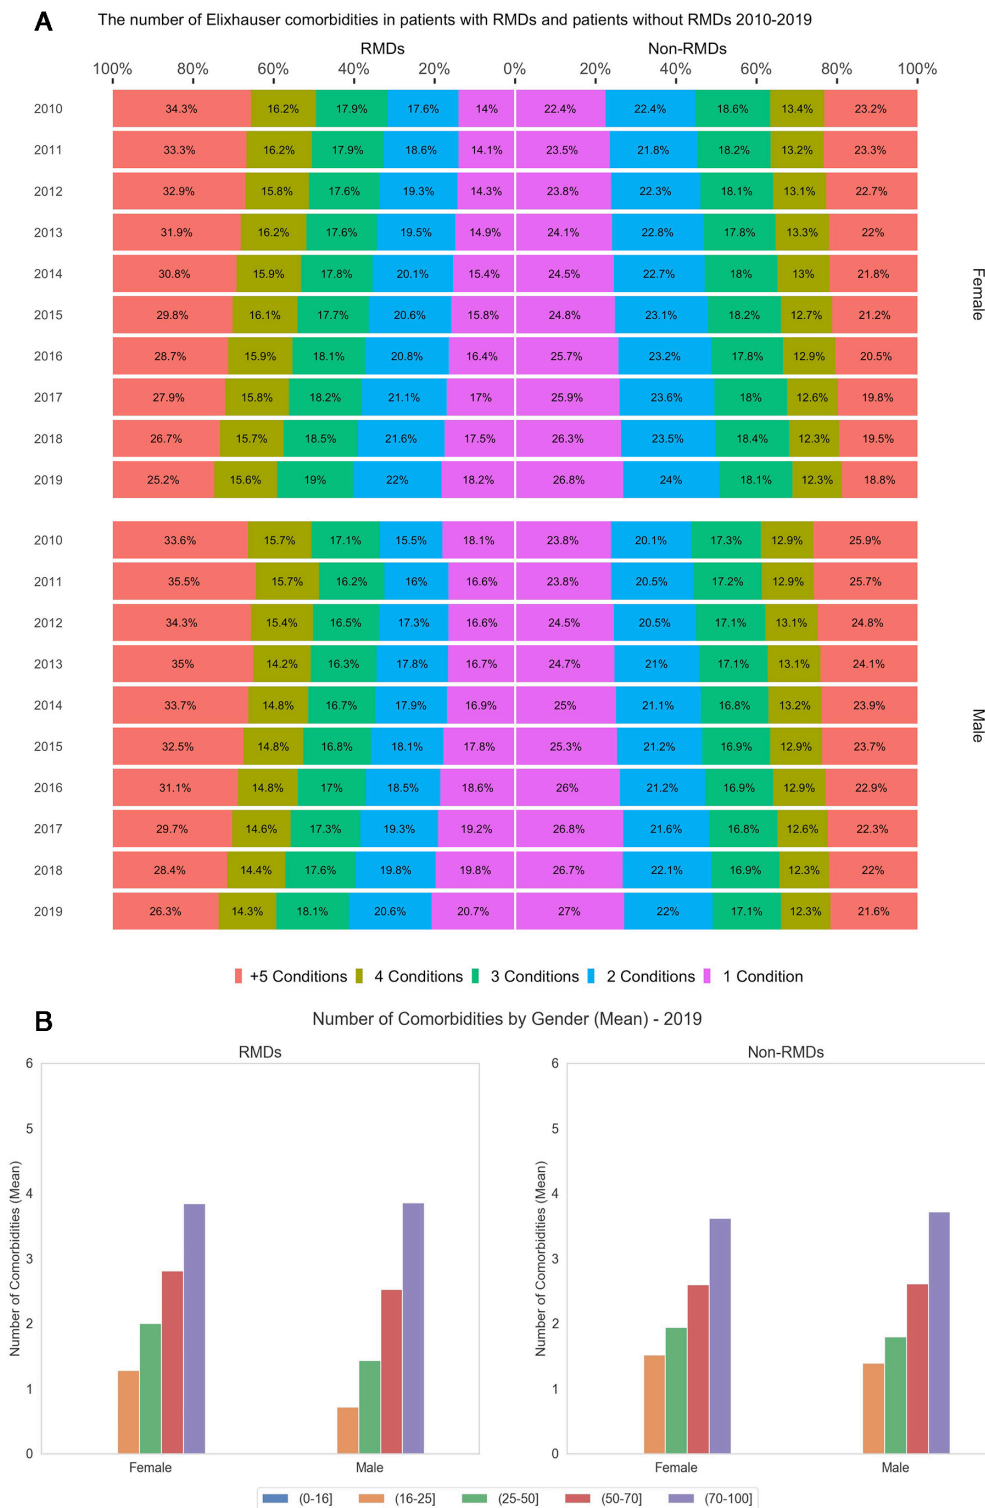 A
The number of Elixhauser comorbidities in patients with RMDs and patients without RMDs 2010-2019
RMDs Non-RMDs
100% 80% 60% 40% 20% 0% 20% 40% 60% 80% 100%
2010 34.3% 16.2% 17.9% 17.6% 14% 22.4% 22.4% 18.6% 13.4% 23.2%
2011 33.3% 16.2% 17.9% 18.6% 14.1% 23.5% 21.8% 18.2% 13.2% 23.3%
2012 32.9% 15.8% 17.6% 19.3% 14.3% 23.8% 22.3% 18.1% 13.1% 22.7%
2013 31.9% 16.2% 17.6% 19.5% 14.9% 24.1% 22.8% 17.8% 13.3% 22%
2014 30.8% 15.9% 17.8% 20.1% 15.4% 24.5% 22.7% 18% 13% 21.8%
2015 29.8% 16.1% 17.7% 20.6% 15.8% 24.8% 23.1% 18.2% 12.7% 21.2%
2016 28.7% 15.9% 18.1% 20.8% 16.4% 25.7% 23.2% 17.8% 12.9% 20.5%
2017 27.9% 15.8% 18.2% 21.1% 17% 25.9% 23.6% 18% 12.6% 19.8%
2018 26.7% 15.7% 18.5% 21.6% 17.5% 26.3% 23.5% 18.4% 12.3% 19.5%
2019 25.2% 15.6% 19% 22% 18.2% 26.8% 24% 18.1% 12.3% 18.8%
Female
2010 33.6% 15.7% 17.1% 15.5% 18.1% 23.8% 20.1% 17.3% 12.9% 25.9%
2011 35.5% 15.7% 16.2% 16% 16.6% 23.8% 20.5% 17.2% 12.9% 25.7%
2012 34.3% 15.4% 16.5% 17.3% 16.6% 24.5% 20.5% 17.1% 13.1% 24.8%
2013 35% 14.2% 16.3% 17.8% 16.7% 24.7% 21% 17.1% 13.1% 24.1%
2014 33.7% 14.8% 16.7% 17.9% 16.9% 25% 21.1% 16.8% 13.2% 23.9%
2015 32.5% 14.8% 16.8% 18.1% 17.8% 25.3% 21.2% 16.9% 12.9% 23.7%
2016 31.1% 14.8% 17% 18.5% 18.6% 26% 21.2% 16.9% 12.9% 22.9%
2017 29.7% 14.6% 17.3% 19.3% 19.2% 26.8% 21.6% 16.8% 12.6% 22.3%
2018 28.4% 14.4% 17.6% 19.8% 19.8% 26.7% 22.1% 16.9% 12.3% 22%
2019 26.3% 14.3% 18.1% 20.6% 20.7% 27% 22% 17.1% 12.3% 21.6%
Male
+5 Conditions 4 Conditions 3 Conditions 2 Conditions 1 Condition
B
Number of Comorbidities by Gender (Mean) - 2019
RMDs
Number of Comorbidities (Mean)
6
5
4
3
2
1
0
Female Male
Non-RMDs
Number of Comorbidities (Mean)
6
5
4
3
2
1
0
Female Male
(0-16] (16-25] (25-50] (50-70] (70-100]